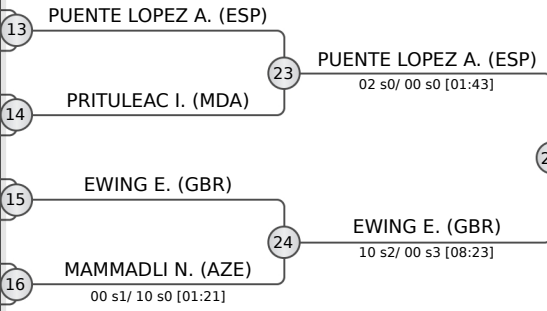 PUENTE LOPEZ A. (ESP)
13
23
PUENTE LOPEZ A. (ESP)
02 s0/ 00 s0 [01:43]
PRITULEAC I. (MDA)
14
EWING E. (GBR)
15
24
EWING E. (GBR)
10 s2/ 00 s3 [08:23]
MAMMADLI N. (AZE)
16
00 s1/ 10 s0 [01:21]